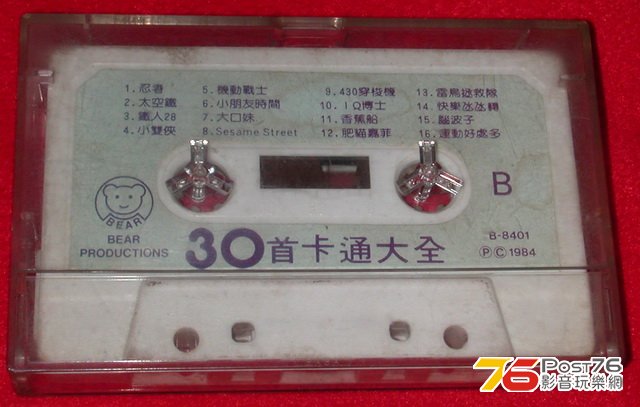 1. 忍者
2. 太空鐵
3. 鐵人28
4. 小雙俠
5. 機動戰士
6. 小朋友時間
7. 大口妹
8. Sesame Street
9. 430穿梭機
10. IQ博士
11. 香蕉船
12. 肥貓嘉菲
13. 雷鳥拯救隊
14. 快樂氹氹轉
15. 腦波子
16. 運動好處多
B
BEAR
BEAR
PRODUCTIONS
30首卡通大全
B-8401
Ⓟ Ⓒ 1984
76 Post76
影音玩樂網